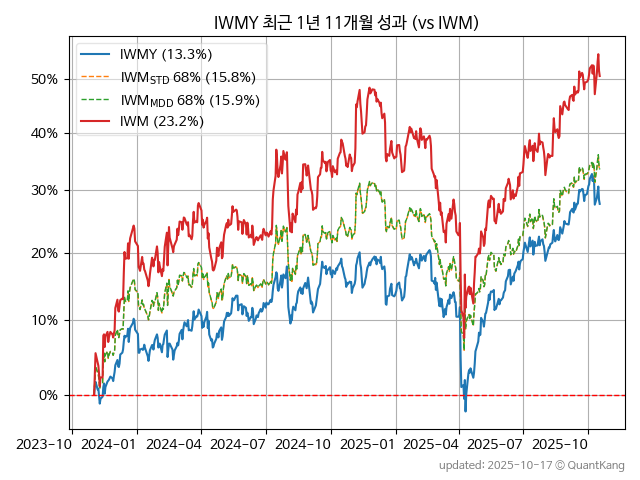 IWMY 최근 1년 11개월 성과 (vs IWM)
IWMY (13.3%)
IWM_STD 68% (15.8%)
IWM_MDD 68% (15.9%)
IWM (23.2%)
50%
40%
30%
20%
10%
0%
2023-10 2024-01 2024-04 2024-07 2024-10 2025-01 2025-04 2025-07 2025-10
updated: 2025-10-17 ⓒ QuantKang